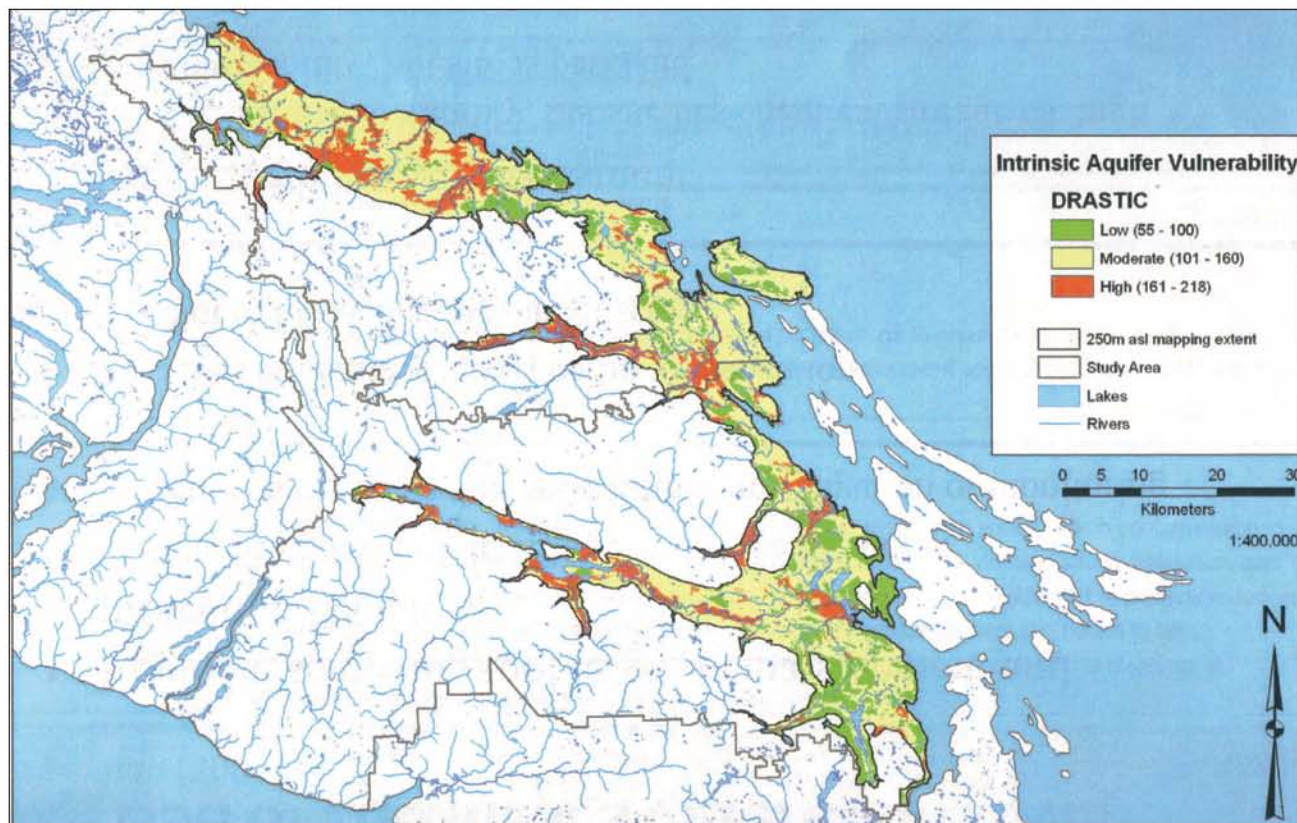 Intrinsic Aquifer Vulnerability
DRASTIC
Low (55 - 100)
Moderate (101 - 160)
High (161 - 218)
250m asl mapping extent
Study Area
Lakes
Rivers
0 5 10 20 30
Kilometers
1:400,000
N